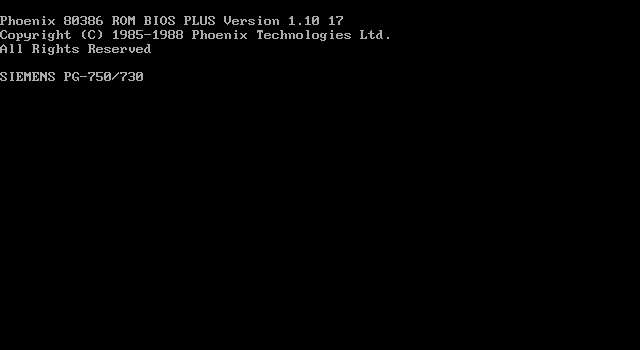 Phoenix 80386 ROM BIOS PLUS Version 1.10 17
Copyright (C) 1985-1988 Phoenix Technologies Ltd.
All Rights Reserved
SIEMENS PG-750/730